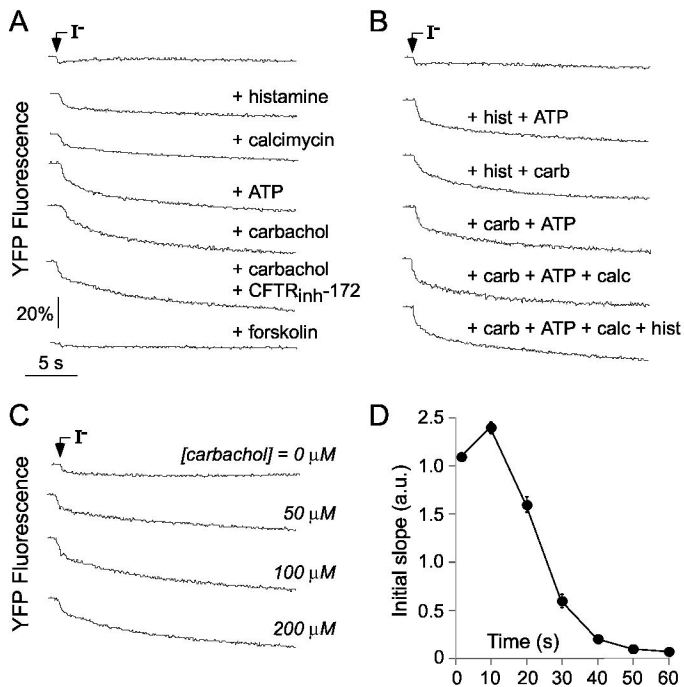 A
I-
YFP Fluorescence
+ histamine
+ calcimycin
+ ATP
+ carbachol
+ carbachol
+ CFTRinh-172
+ forskolin
20%
5 s
B
I-
+ hist + ATP
+ hist + carb
+ carb + ATP
+ carb + ATP + calc
+ carb + ATP + calc + hist
C
I-
YFP Fluorescence
[carbachol] = 0 μM
50 μM
100 μM
200 μM
D
Initial slope (a.u.)
2.5
1.0
1.5
0.5
0
Time (s)
0 10 20 30 40 50 60